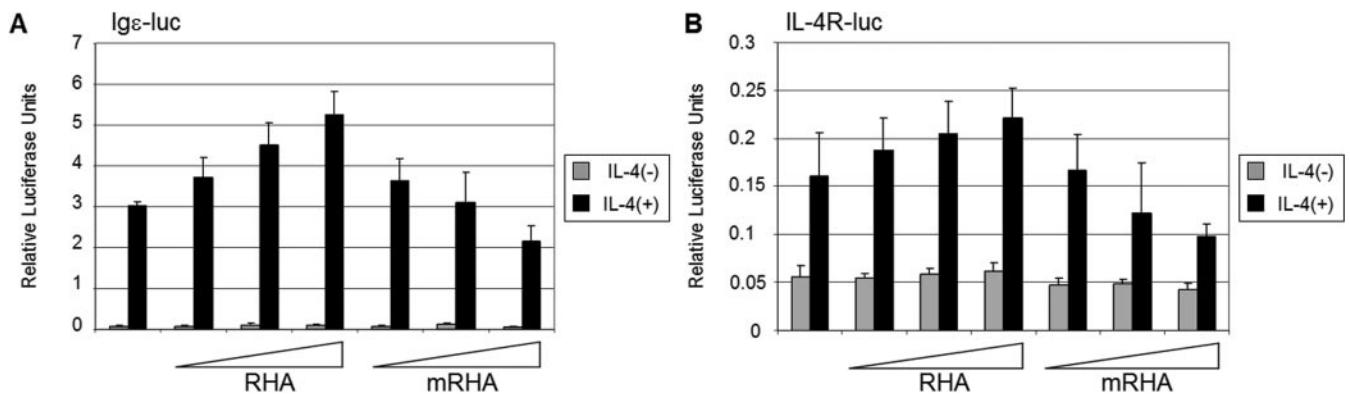 A Igε-luc
Relative Luciferase Units
7
6
5
4
3
2
1
0
RHA mRHA
IL-4(-)
IL-4(+)
B IL-4R-luc
Relative Luciferase Units
0.3
0.25
0.2
0.15
0.1
0.05
0
RHA mRHA
IL-4(-)
IL-4(+)